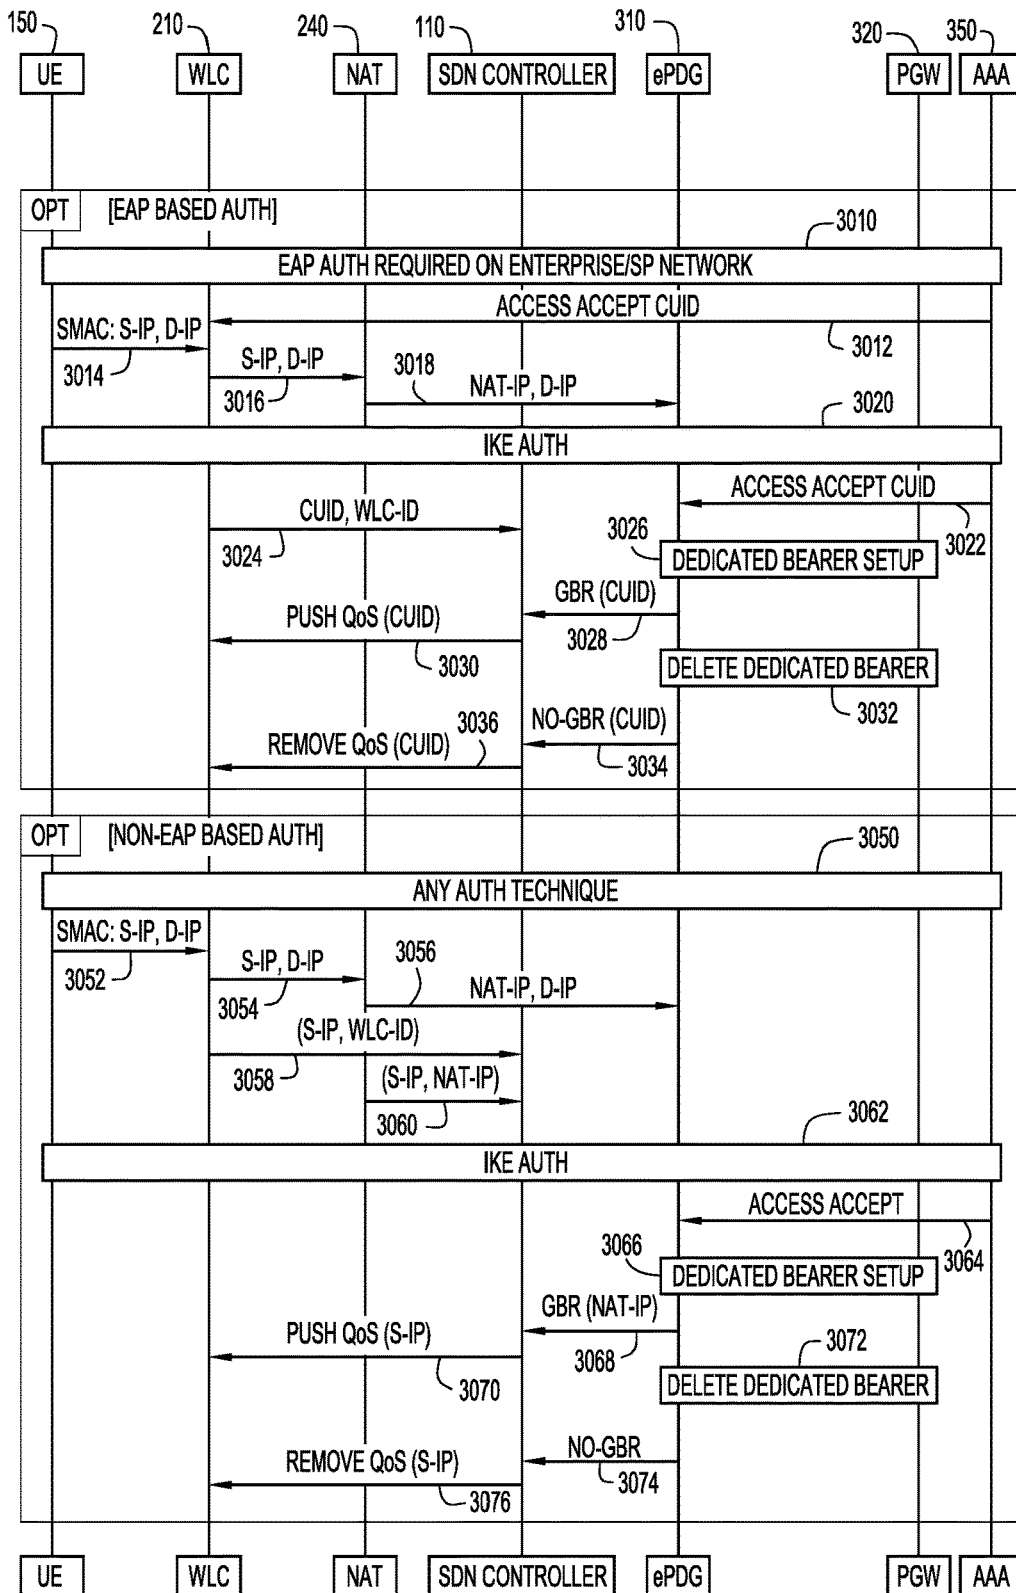 150 210 240 110 310 320 350
UE WLC NAT SDN CONTROLLER ePDG PGW AAA
OPT [EAP BASED AUTH]
3010
EAP AUTH REQUIRED ON ENTERPRISE/SP NETWORK
ACCESS ACCEPT CUID
3012
SMAC: S-IP, D-IP
3014
S-IP, D-IP
3016
3018
NAT-IP, D-IP
3020
IKE AUTH
ACCESS ACCEPT CUID
3022
CUID, WLC-ID
3024
3026
DEDICATED BEARER SETUP
GBR (CUID)
3028
PUSH QoS (CUID)
3030
DELETE DEDICATED BEARER
3032
NO-GBR (CUID)
3034
3036
REMOVE QoS (CUID)
OPT [NON-EAP BASED AUTH]
3050
ANY AUTH TECHNIQUE
SMAC: S-IP, D-IP
3052
S-IP, D-IP
3054
3056
NAT-IP, D-IP
(S-IP, WLC-ID)
3058
(S-IP, NAT-IP)
3060
3062
IKE AUTH
ACCESS ACCEPT
3064
3066
DEDICATED BEARER SETUP
GBR (NAT-IP)
3068
PUSH QoS (S-IP)
3070
3072
DELETE DEDICATED BEARER
NO-GBR
3074
REMOVE QoS (S-IP)
3076
UE WLC NAT SDN CONTROLLER ePDG PGW AAA